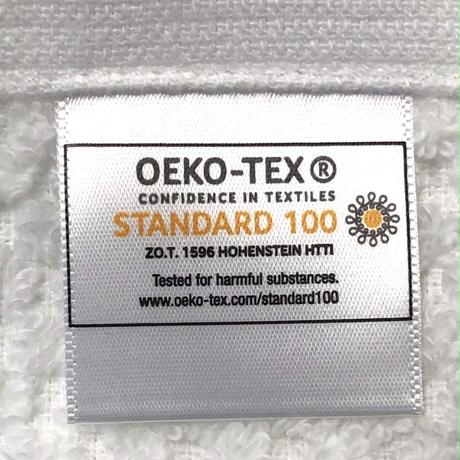 OEKO-TEX®
CONFIDENCE IN TEXTILES
STANDARD 100
ZO.T. 1596 HOHENSTEIN HTTI
Tested for harmful substances.
www.oeko-tex.com/standard100